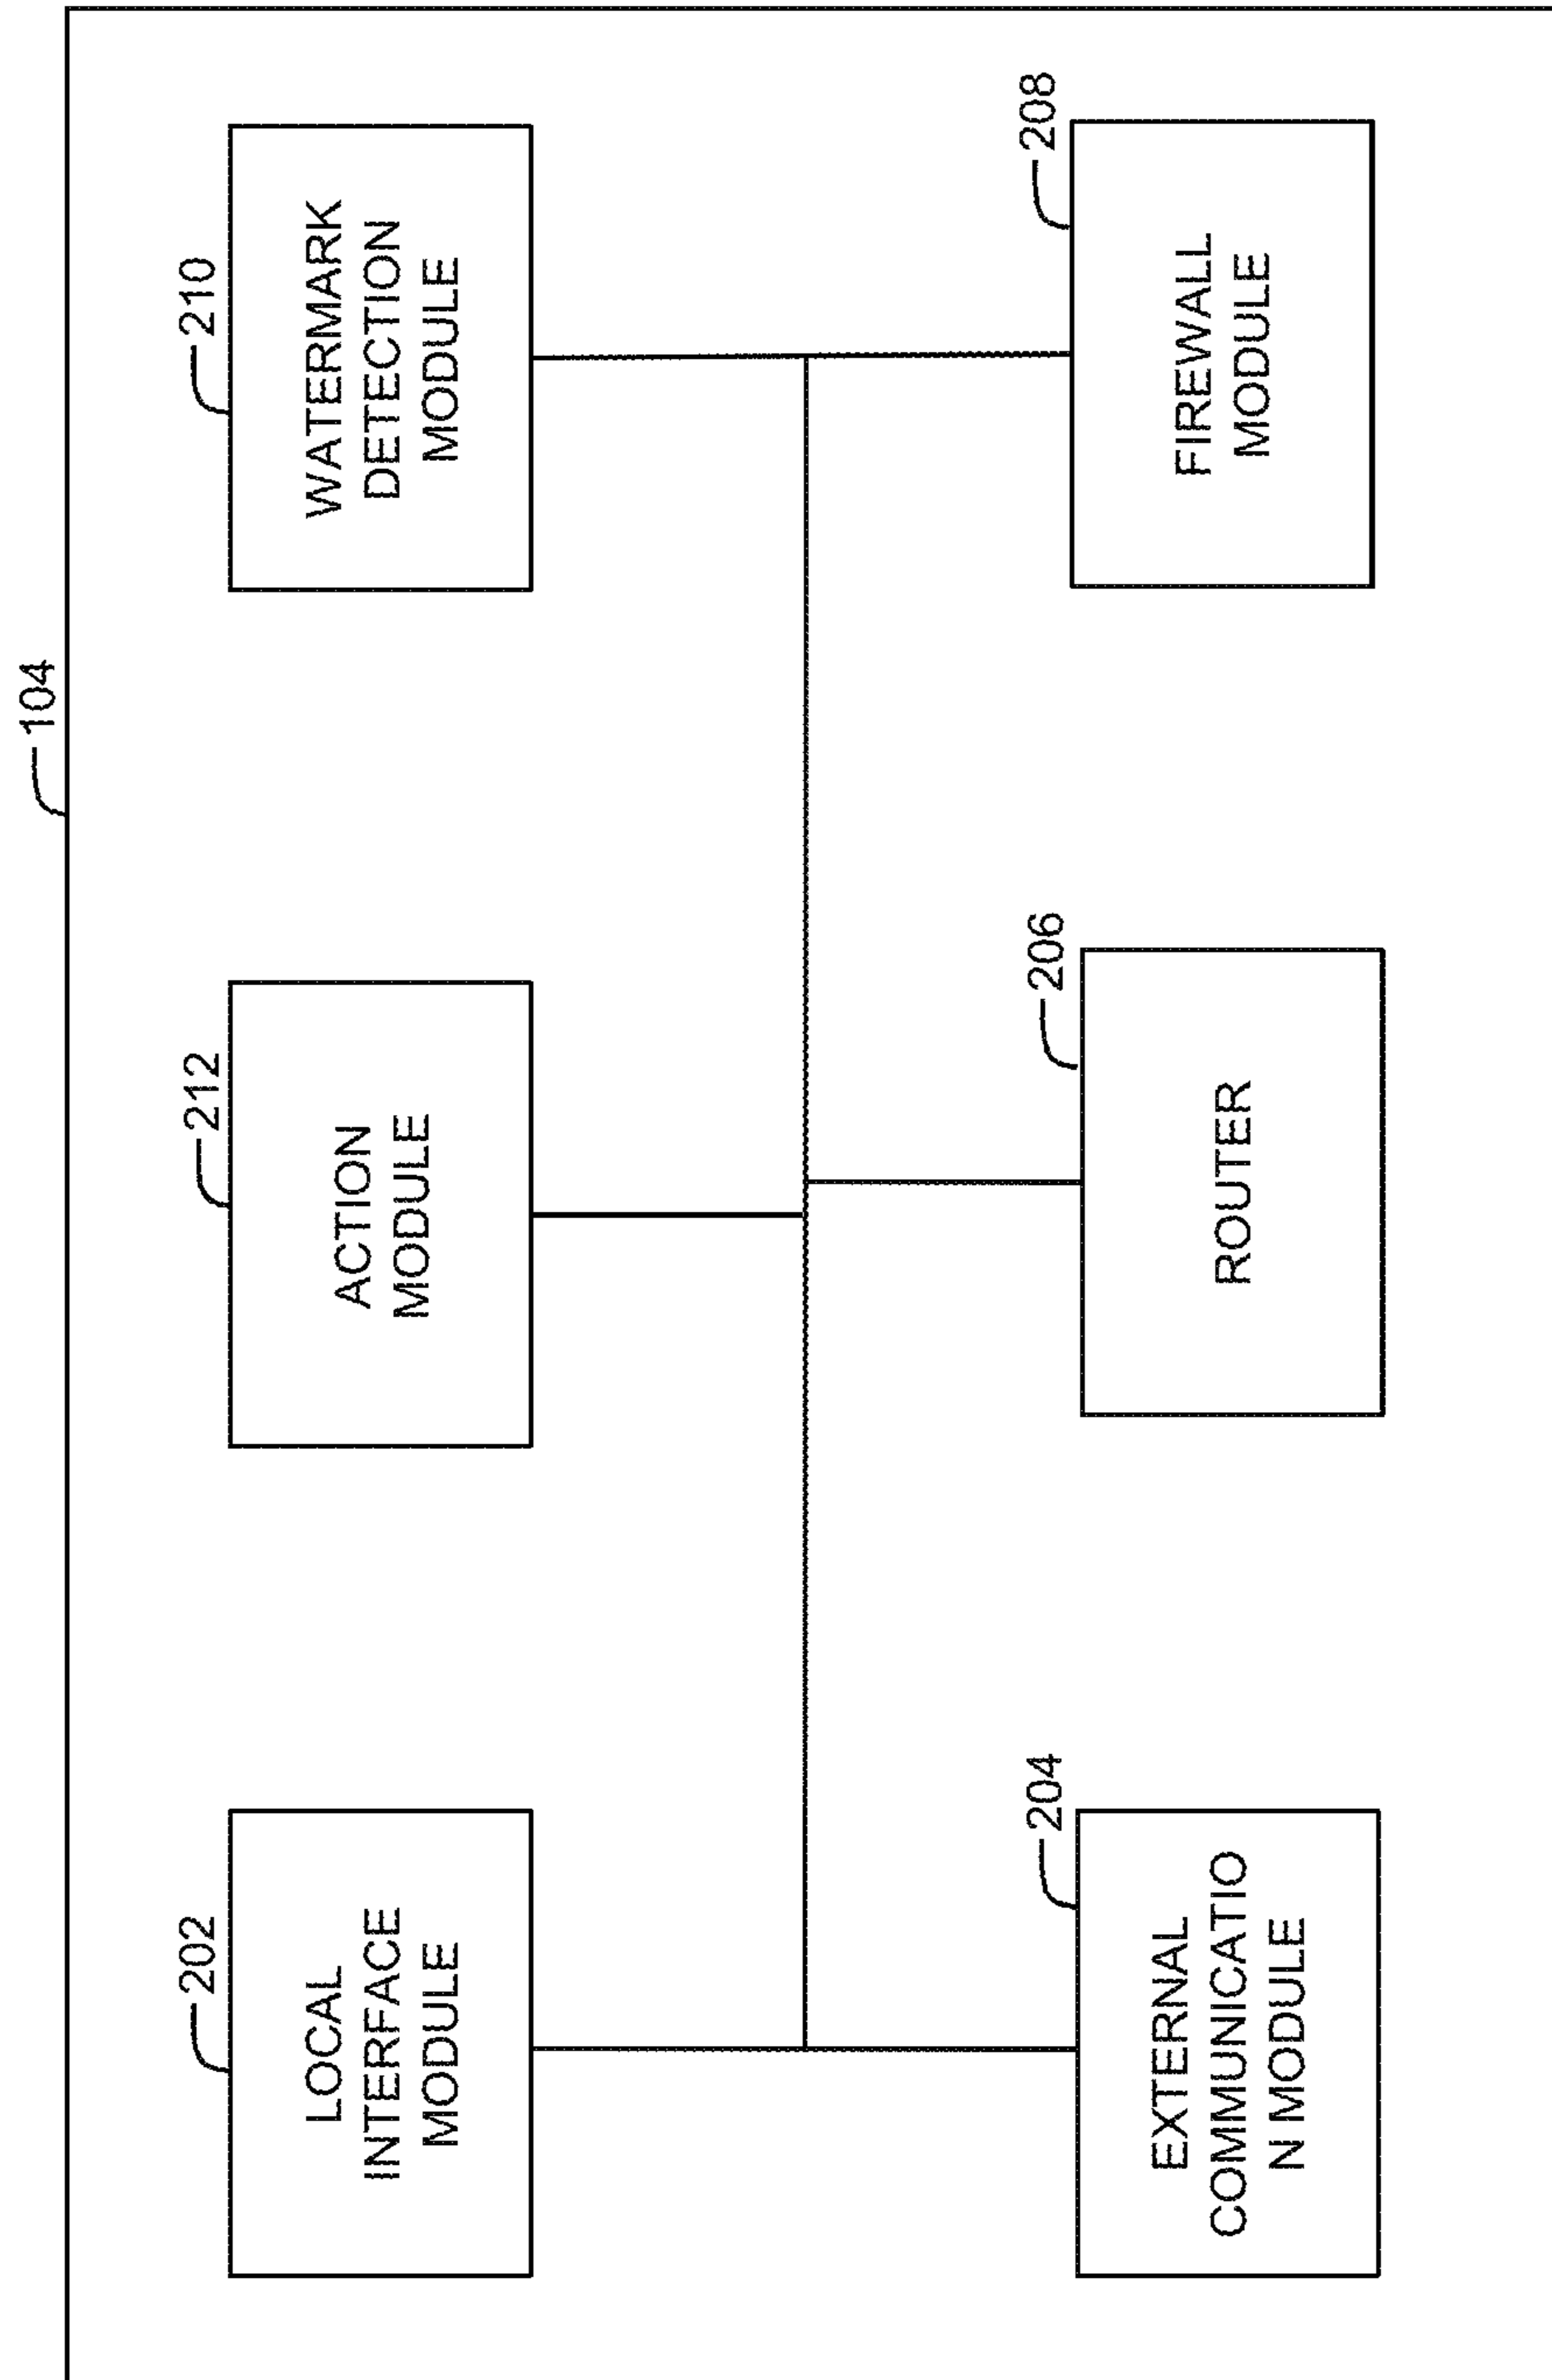 104
202
LOCAL
INTERFACE
MODULE
212
ACTION
MODULE
210
WATERMARK
DETECTION
MODULE
204
EXTERNAL
COMMUNICATIO
N MODULE
206
ROUTER
208
FIREWALL
MODULE